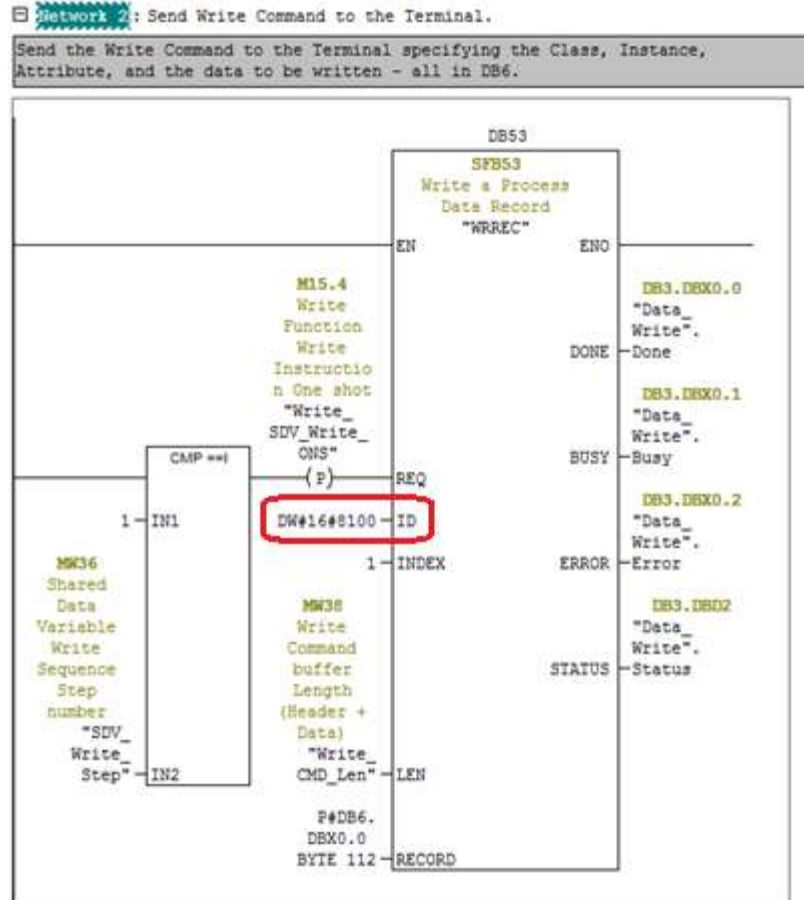 Network 2: Send Write Command to the Terminal.
Send the Write Command to the Terminal specifying the Class, Instance,
Attribute, and the data to be written - all in DB6.
DB53
SFB53
Write a Process
Data Record
"WRREC"
EN
ENO
M15.4
Write
Function
Write
Instructio
n One shot
"Write_
SDV_Write_
ONS"
(P)
REQ
DW#16#8100
ID
1
INDEX
MW38
Write
Command
buffer
Length
(Header +
Data)
"Write_
CMD_Len"
LEN
P#DB6.
DBX0.0
BYTE 112
RECORD
CMP ==I
1
IN1
MW36
Shared
Data
Variable
Write
Sequence
Step
number
"SDV_
Write_
Step"
IN2
DB3.DBX0.0
"Data_
Write".
DONE
Done
DB3.DBX0.1
"Data_
Write".
BUSY
Busy
DB3.DBX0.2
"Data_
Write".
ERROR
Error
DB3.DBD2
"Data_
Write".
STATUS
Status